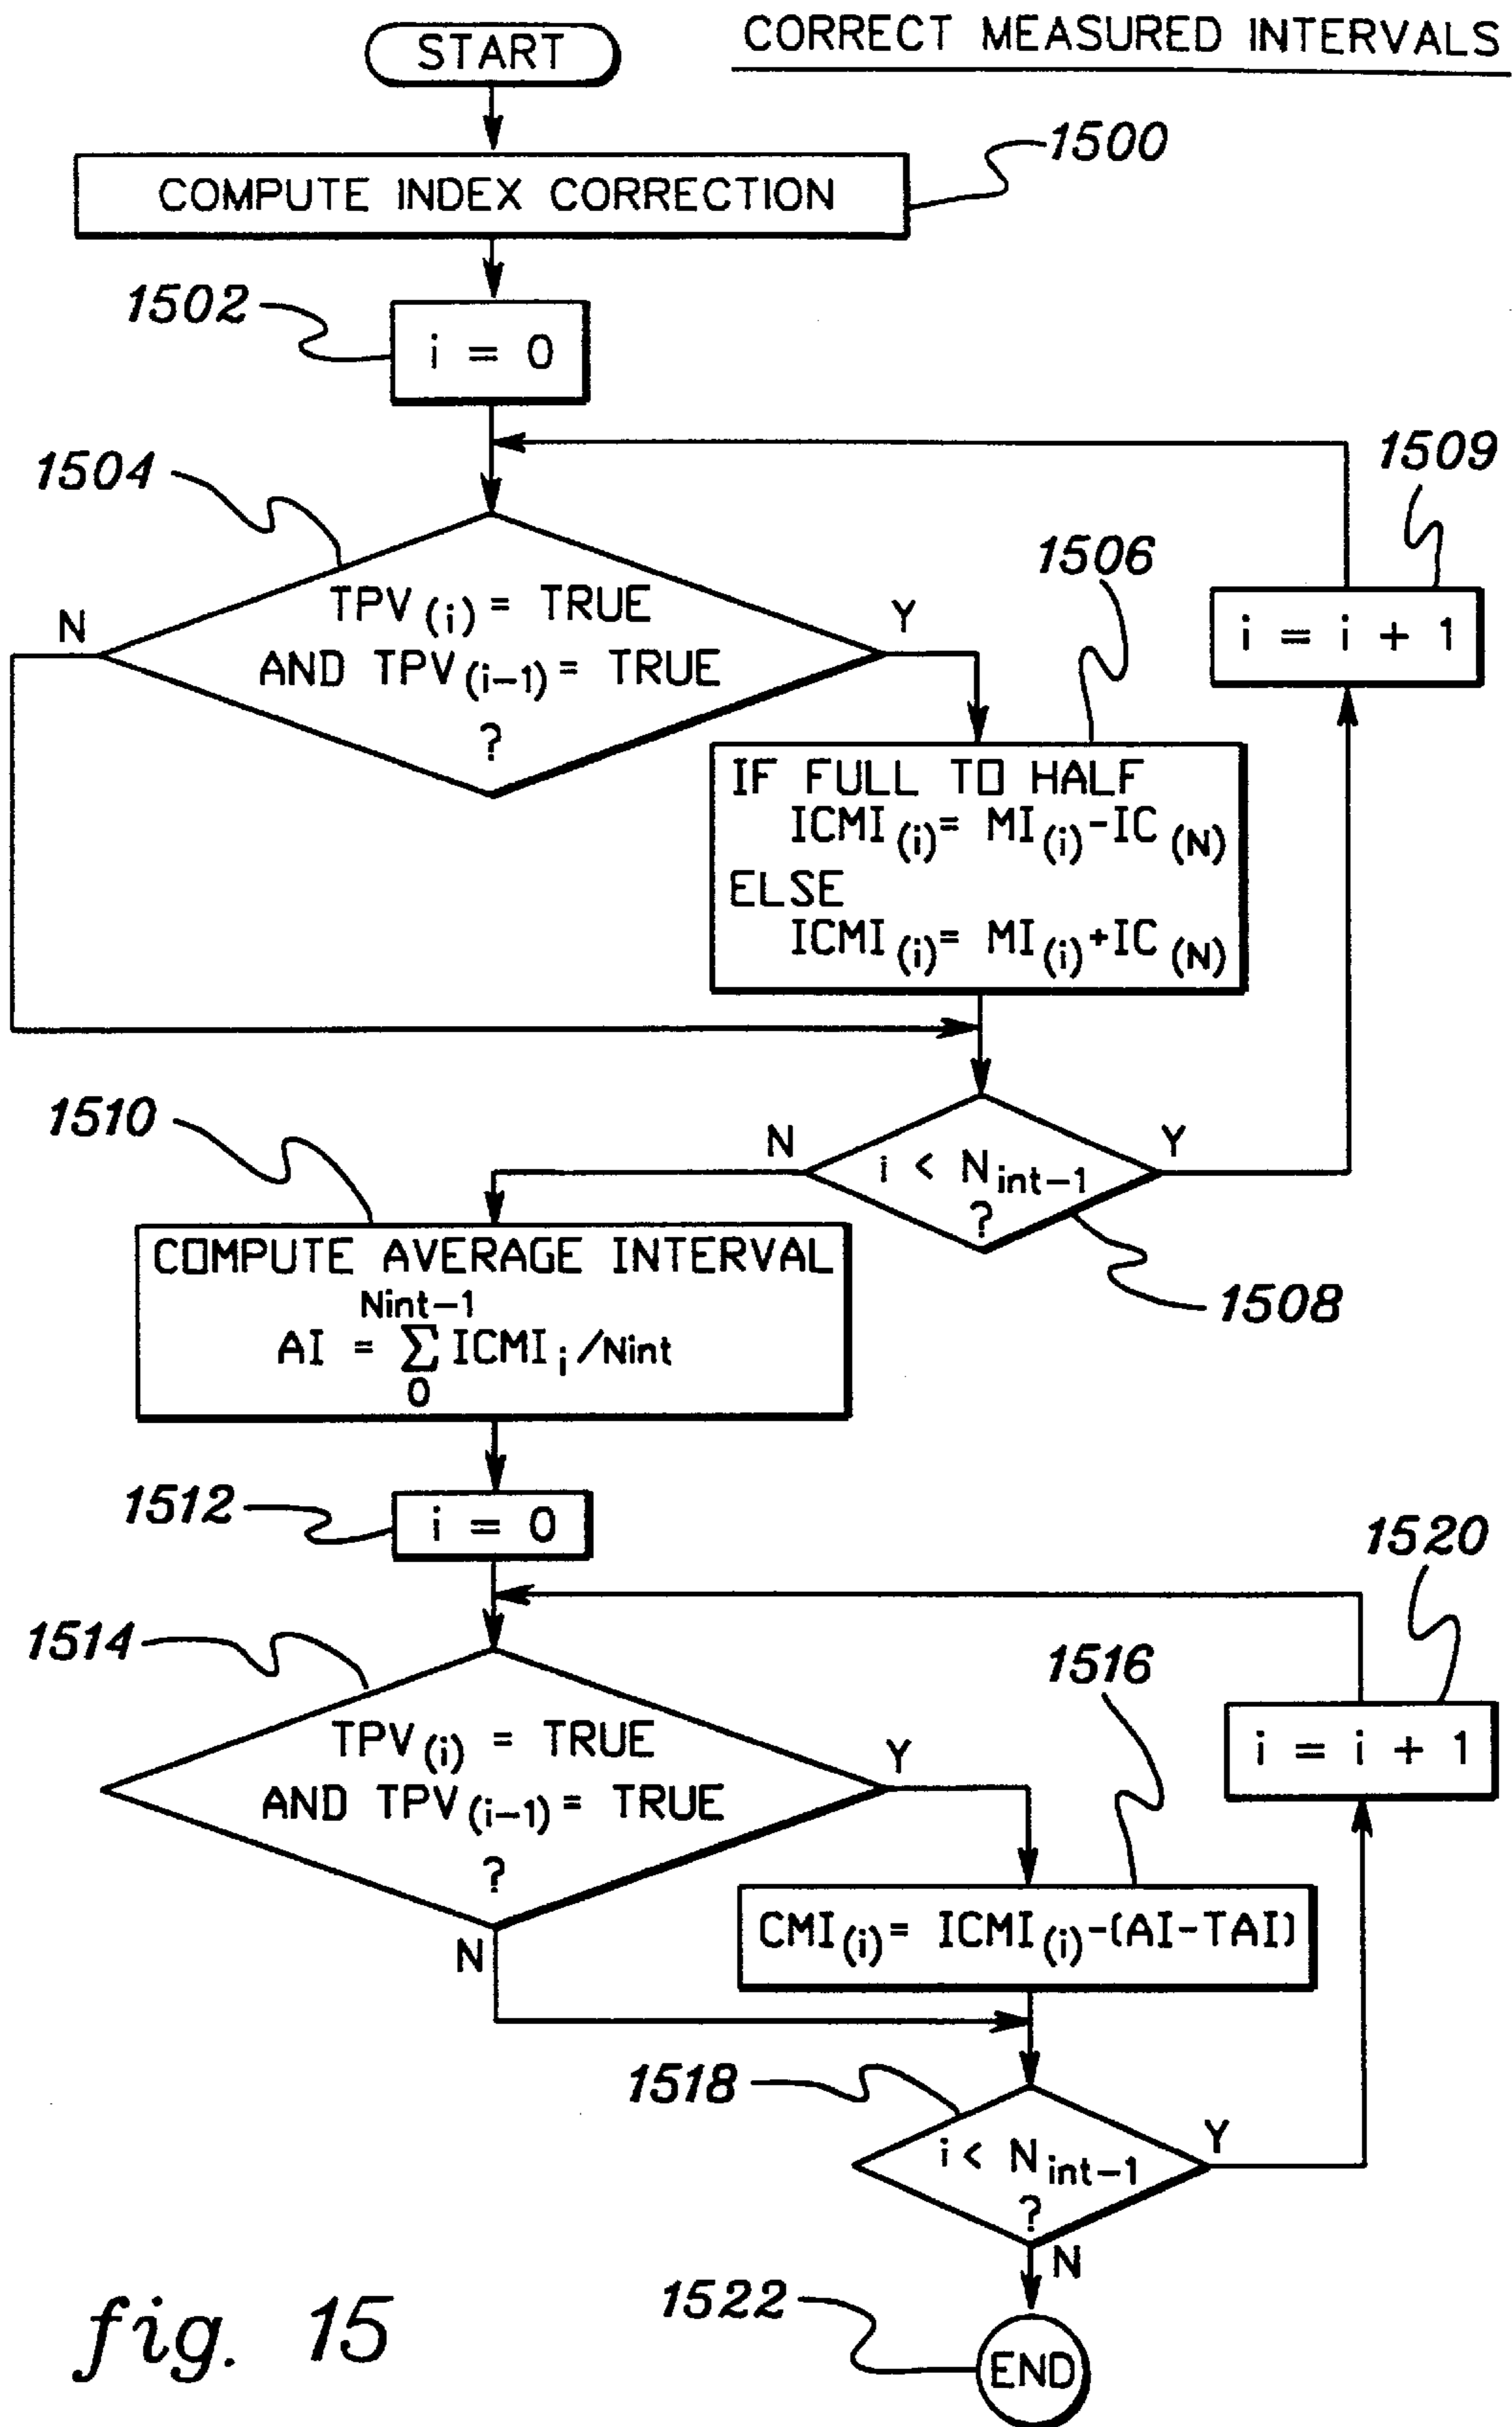 START
CORRECT MEASURED INTERVALS
1500
COMPUTE INDEX CORRECTION
1502
i = 0
1504
1509
1506
i = i + 1
N
TPV(i) = TRUE
AND TPV(i-1) = TRUE
?
Y
IF FULL TO HALF
ICMI(i) = MI(i) - IC(N)
ELSE
ICMI(i) = MI(i) + IC(N)
1510
N
i < Nint-1
?
Y
1508
COMPUTE AVERAGE INTERVAL
Nint-1
AI = Σ ICMIi /Nint
0
1512
i = 0
1520
1514
1516
i = i + 1
TPV(i) = TRUE
AND TPV(i-1) = TRUE
?
Y
N
CMI(i) = ICMI(i) - (AI-TAI)
1518
i < Nint-1
?
Y
N
1522
END
fig. 15